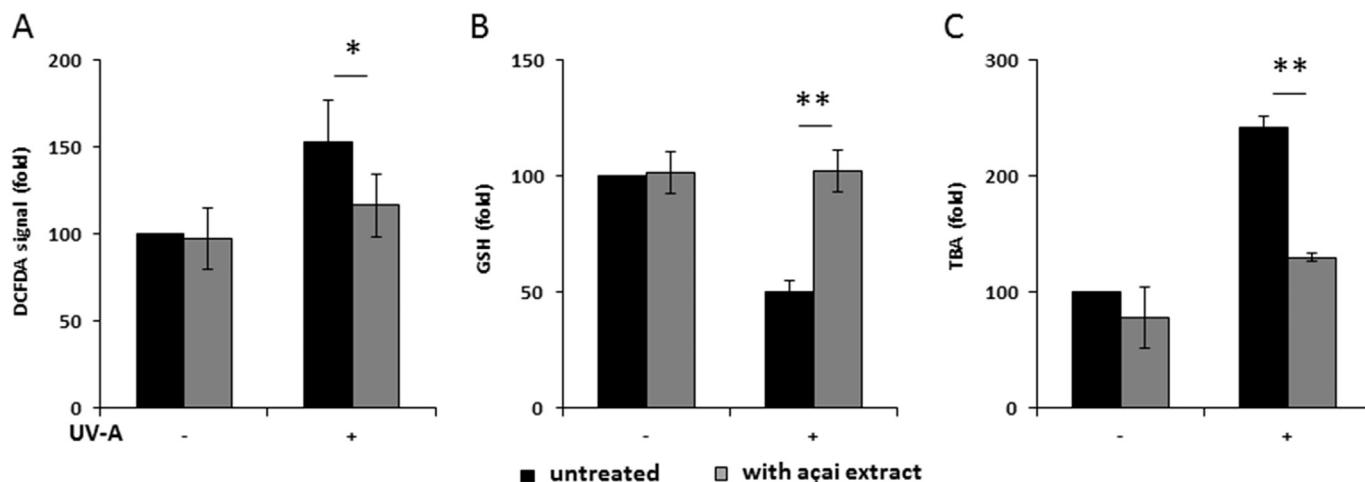 A
DCFDA signal (fold)
200
150
100
50
0
*
UV-A
-
+
B
GSH (fold)
150
100
50
0
**
-
+
C
TBA (fold)
300
200
100
0
**
-
+
untreated
with açai extract